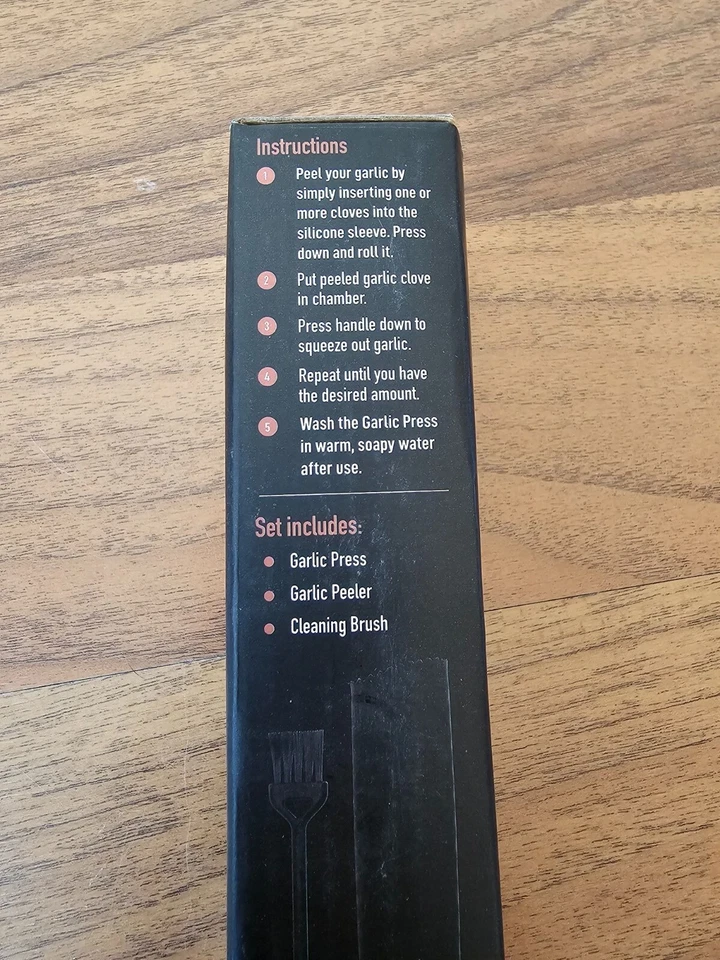 Instructions
1 Peel your garlic by
simply inserting one or
more cloves into the
silicone sleeve. Press
down and roll it.
2 Put peeled garlic clove
in chamber.
3 Press handle down to
squeeze out garlic.
4 Repeat until you have
the desired amount.
5 Wash the Garlic Press
in warm, soapy water
after use.
Set includes:
Garlic Press
Garlic Peeler
Cleaning Brush